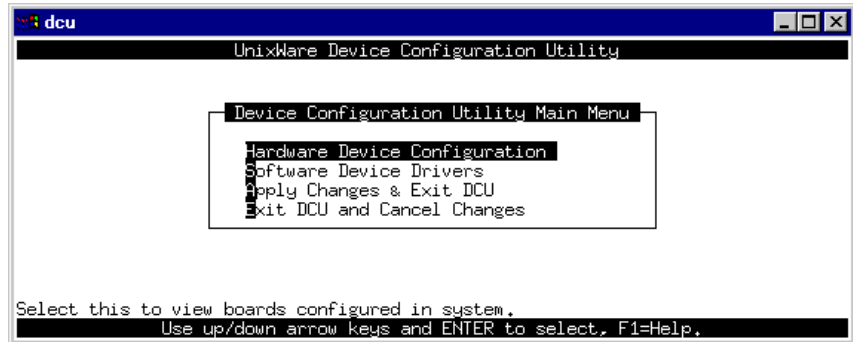 dcu
UnixWare Device Configuration Utility
Device Configuration Utility Main Menu
Hardware Device Configuration
Software Device Drivers
Apply Changes & Exit DCU
Exit DCU and Cancel Changes
Select this to view boards configured in system.
Use up/down arrow keys and ENTER to select, F1=Help.